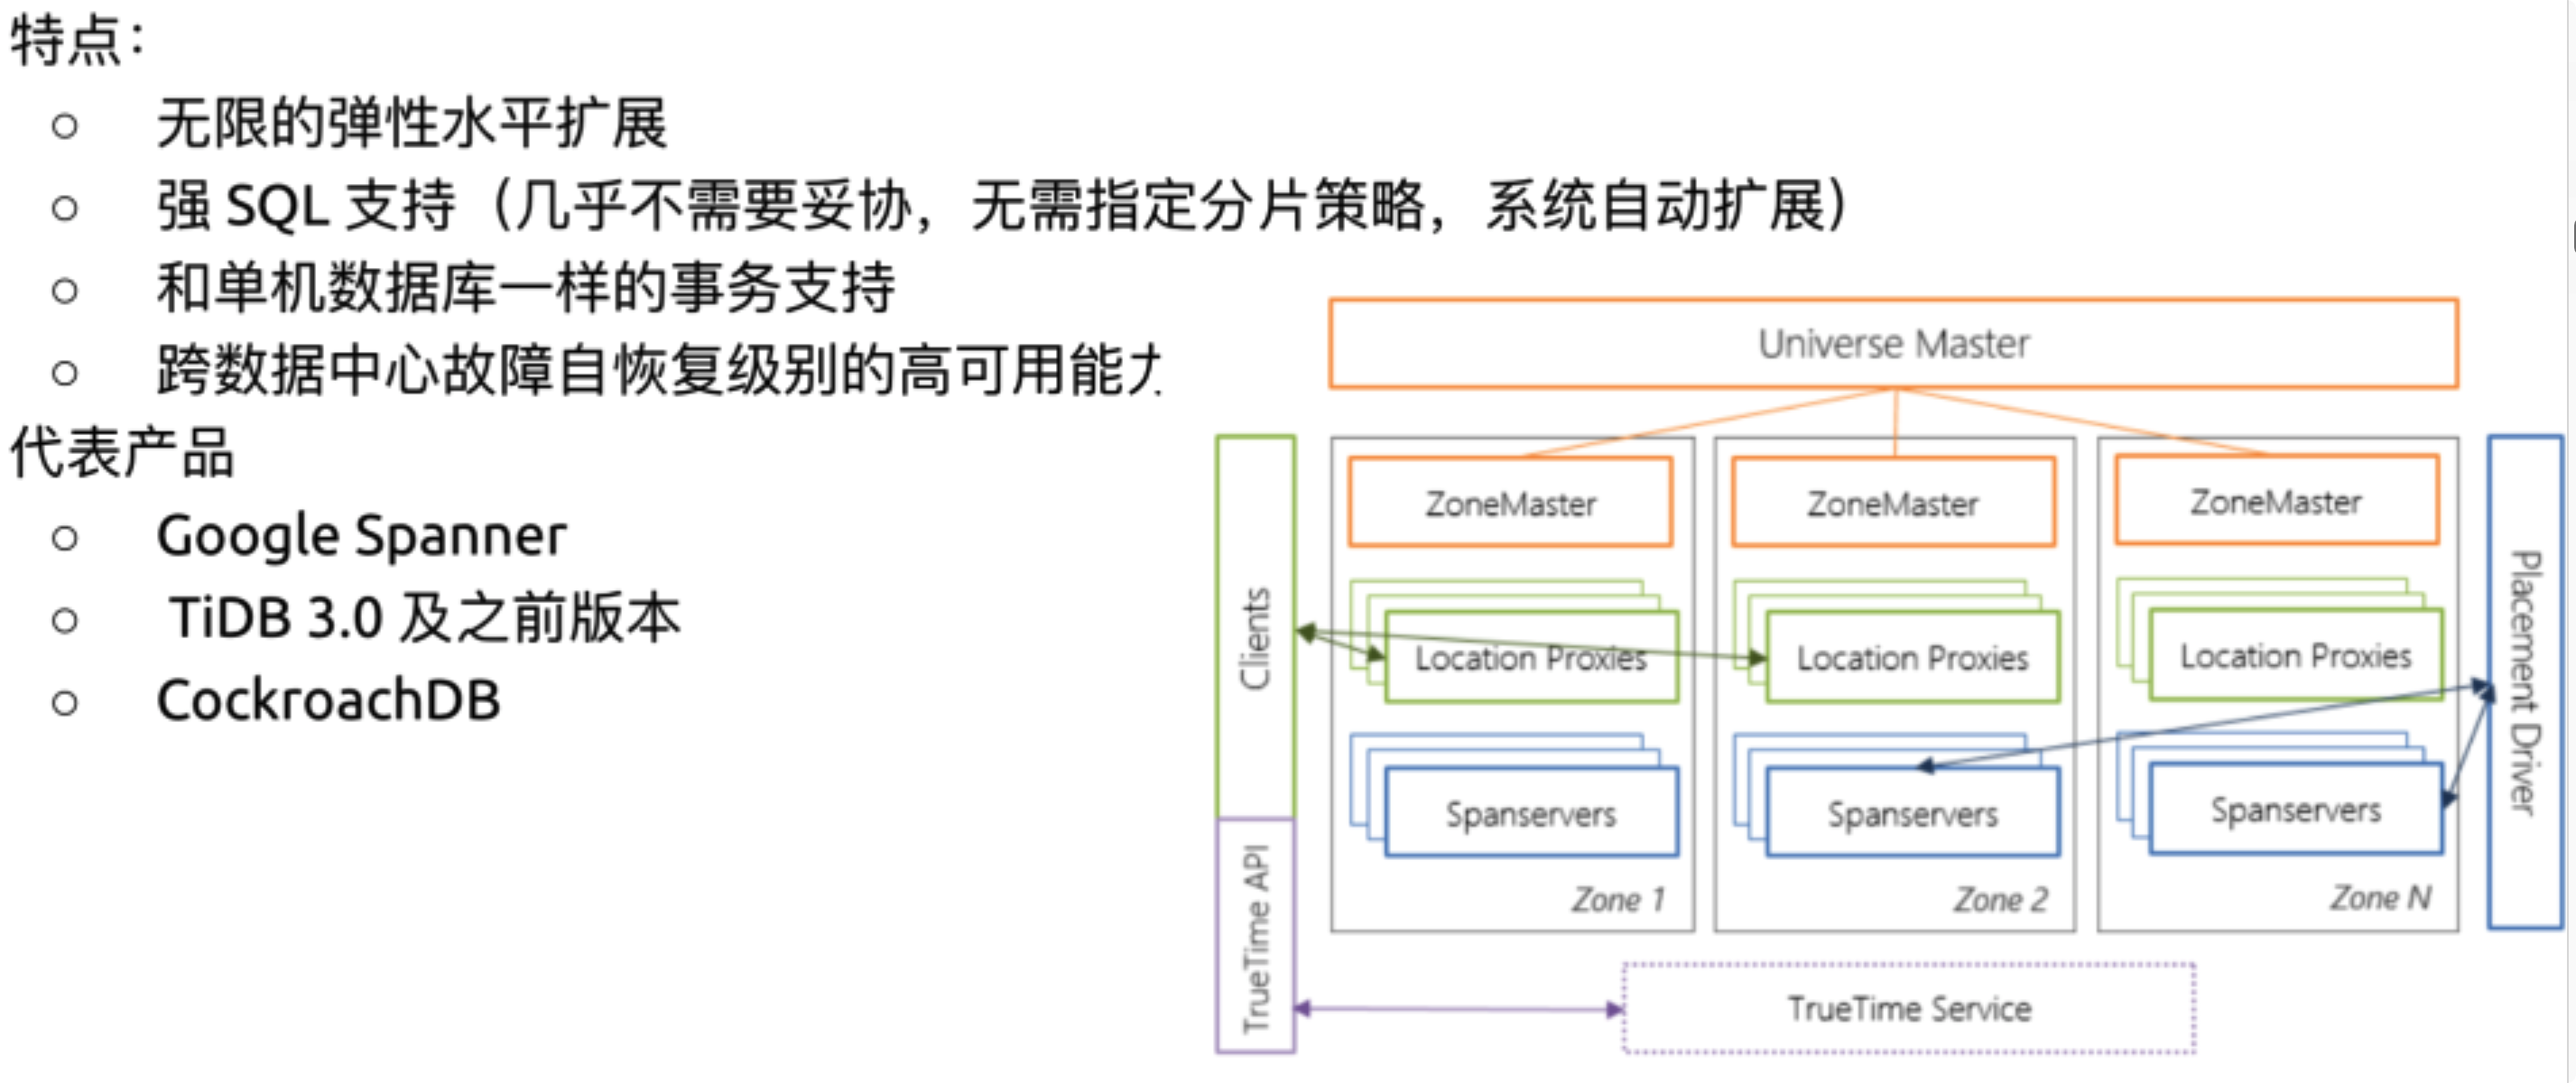 特点：
无限的弹性水平扩展
强 SQL 支持（几乎不需要妥协，无需指定分片策略，系统自动扩展）
和单机数据库一样的事务支持
跨数据中心故障自恢复级别的高可用能力
代表产品
Google Spanner
TiDB 3.0 及之前版本
CockroachDB
Universe Master
Clients
TrueTime API
ZoneMaster
Location Proxies
Spanservers
Zone 1
ZoneMaster
Location Proxies
Spanservers
Zone 2
ZoneMaster
Location Proxies
Spanservers
Zone N
Placement Driver
TrueTime Service